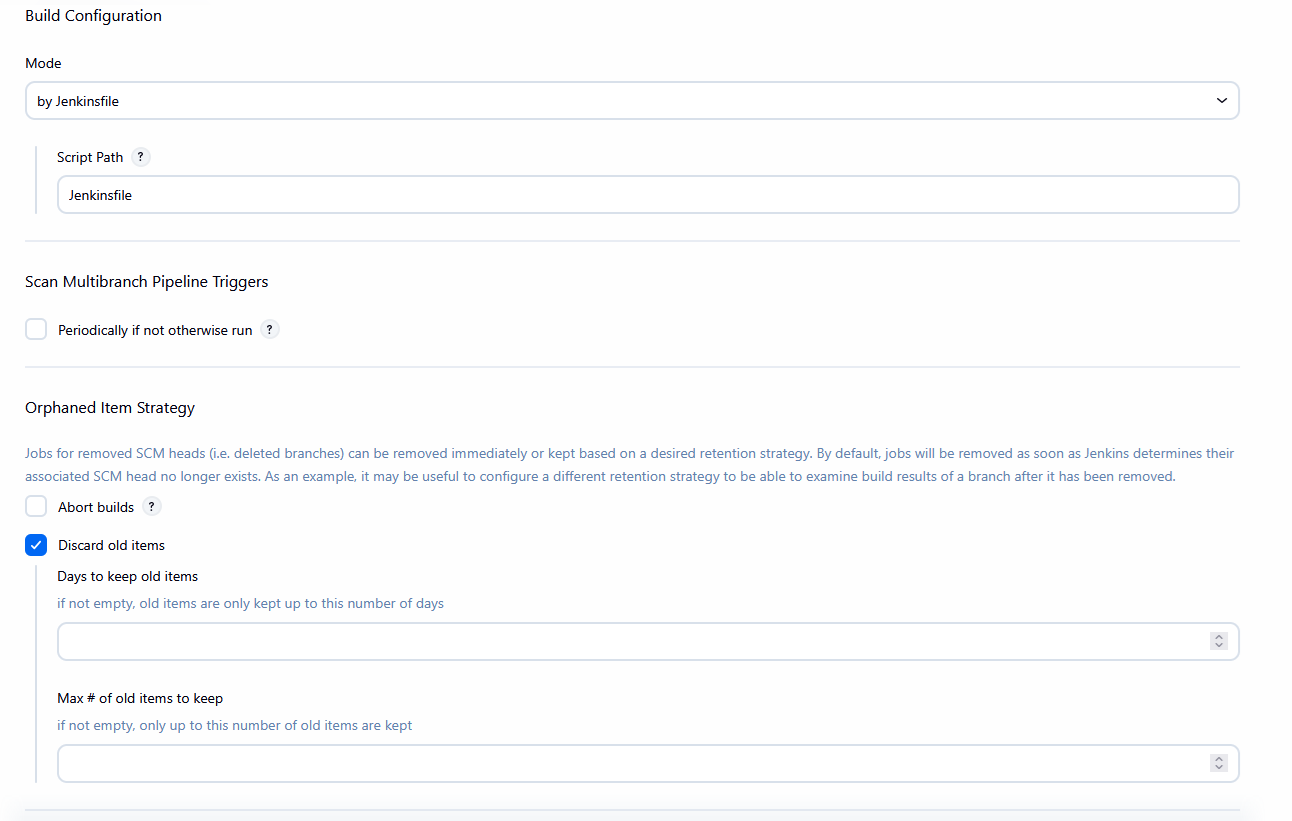 Build Configuration
Mode
by Jenkinsfile
Script Path ?
Jenkinsfile
Scan Multibranch Pipeline Triggers
Periodically if not otherwise run ?
Orphaned Item Strategy
Jobs for removed SCM heads (i.e. deleted branches) can be removed immediately or kept based on a desired retention strategy. By default, jobs will be removed as soon as Jenkins determines their
associated SCM head no longer exists. As an example, it may be useful to configure a different retention strategy to be able to examine build results of a branch after it has been removed.
Abort builds ?
Discard old items
Days to keep old items
if not empty, old items are only kept up to this number of days
Max # of old items to keep
if not empty, only up to this number of old items are kept